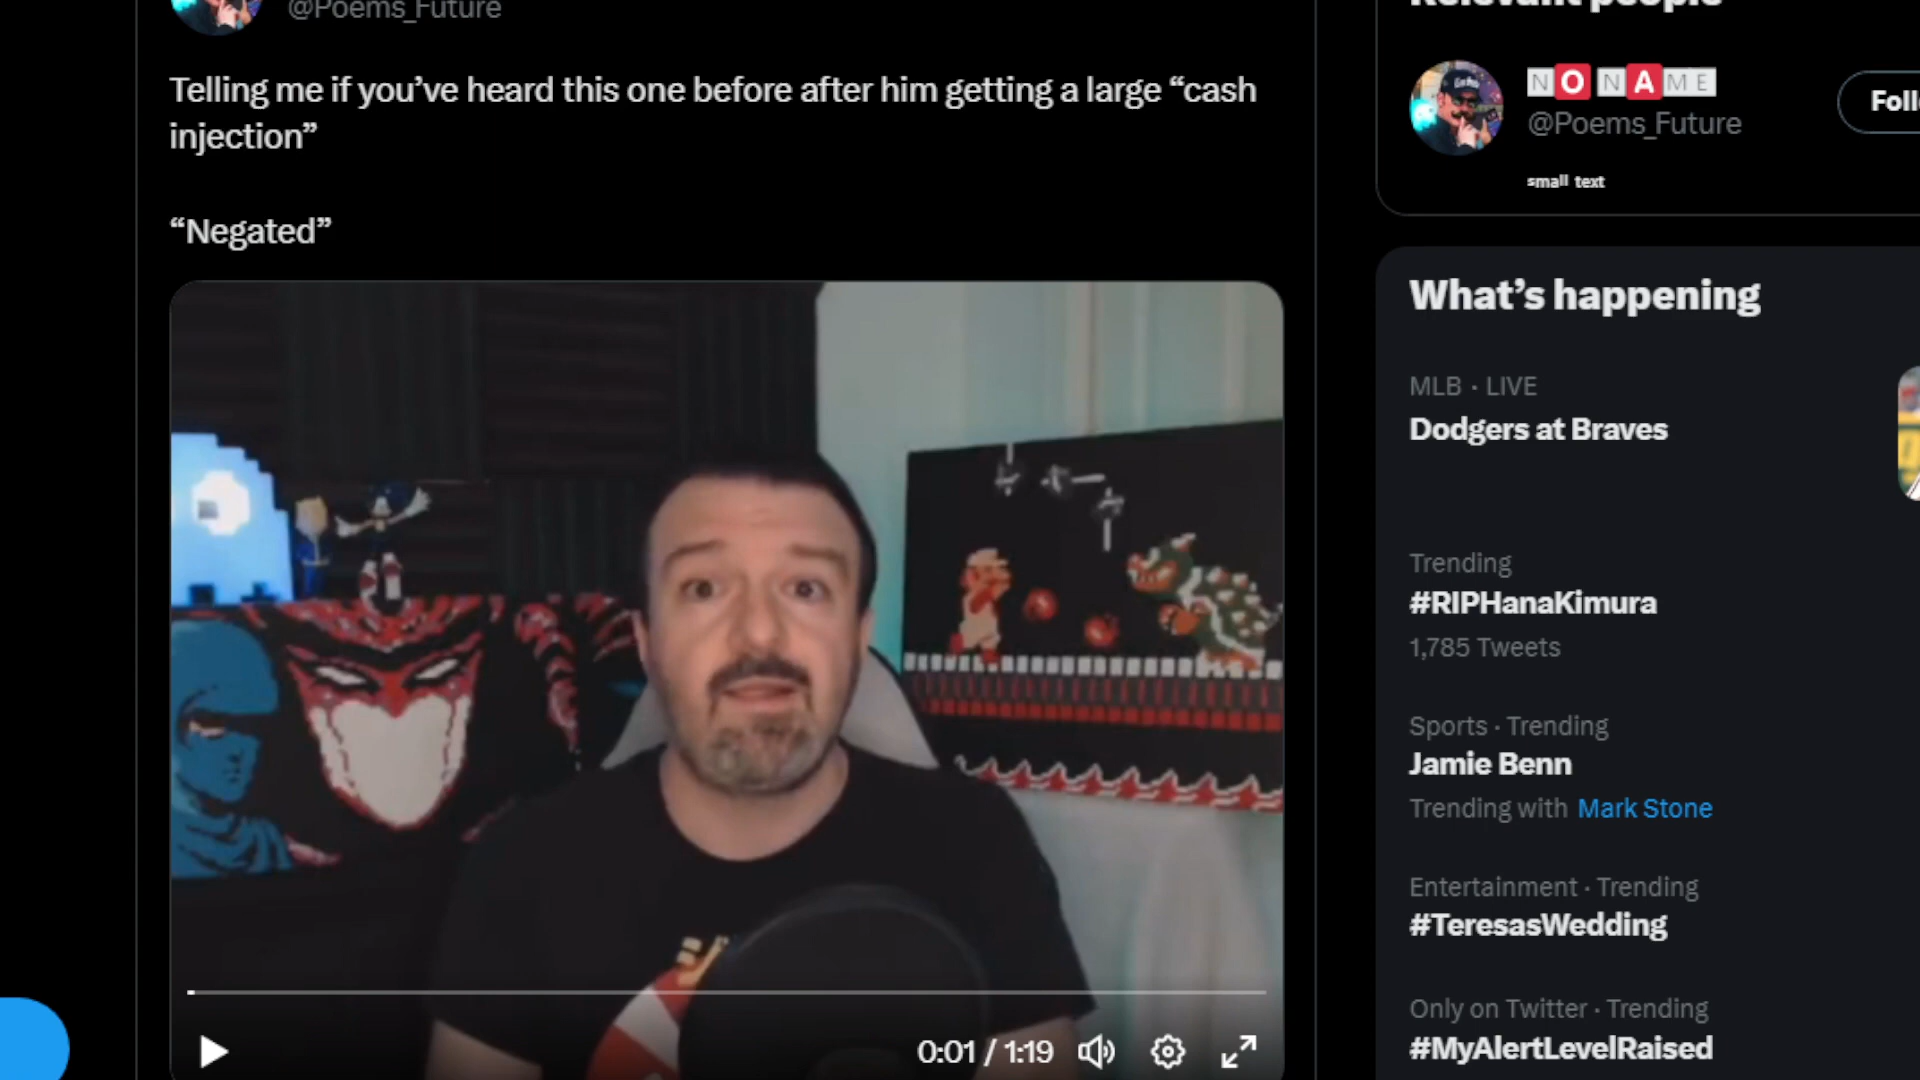 @Poems_Future
Telling me if you’ve heard this one before after him getting a large “cash
injection”
“Negated”
0:01 / 1:19
Relevant people
NO NAME
@Poems_Future
small text
What’s happening
MLB · LIVE
Dodgers at Braves
Trending
#RIPHanaKimura
1,785 Tweets
Sports · Trending
Jamie Benn
Trending with Mark Stone
Entertainment · Trending
#TeresasWedding
Only on Twitter · Trending
#MyAlertLevelRaised